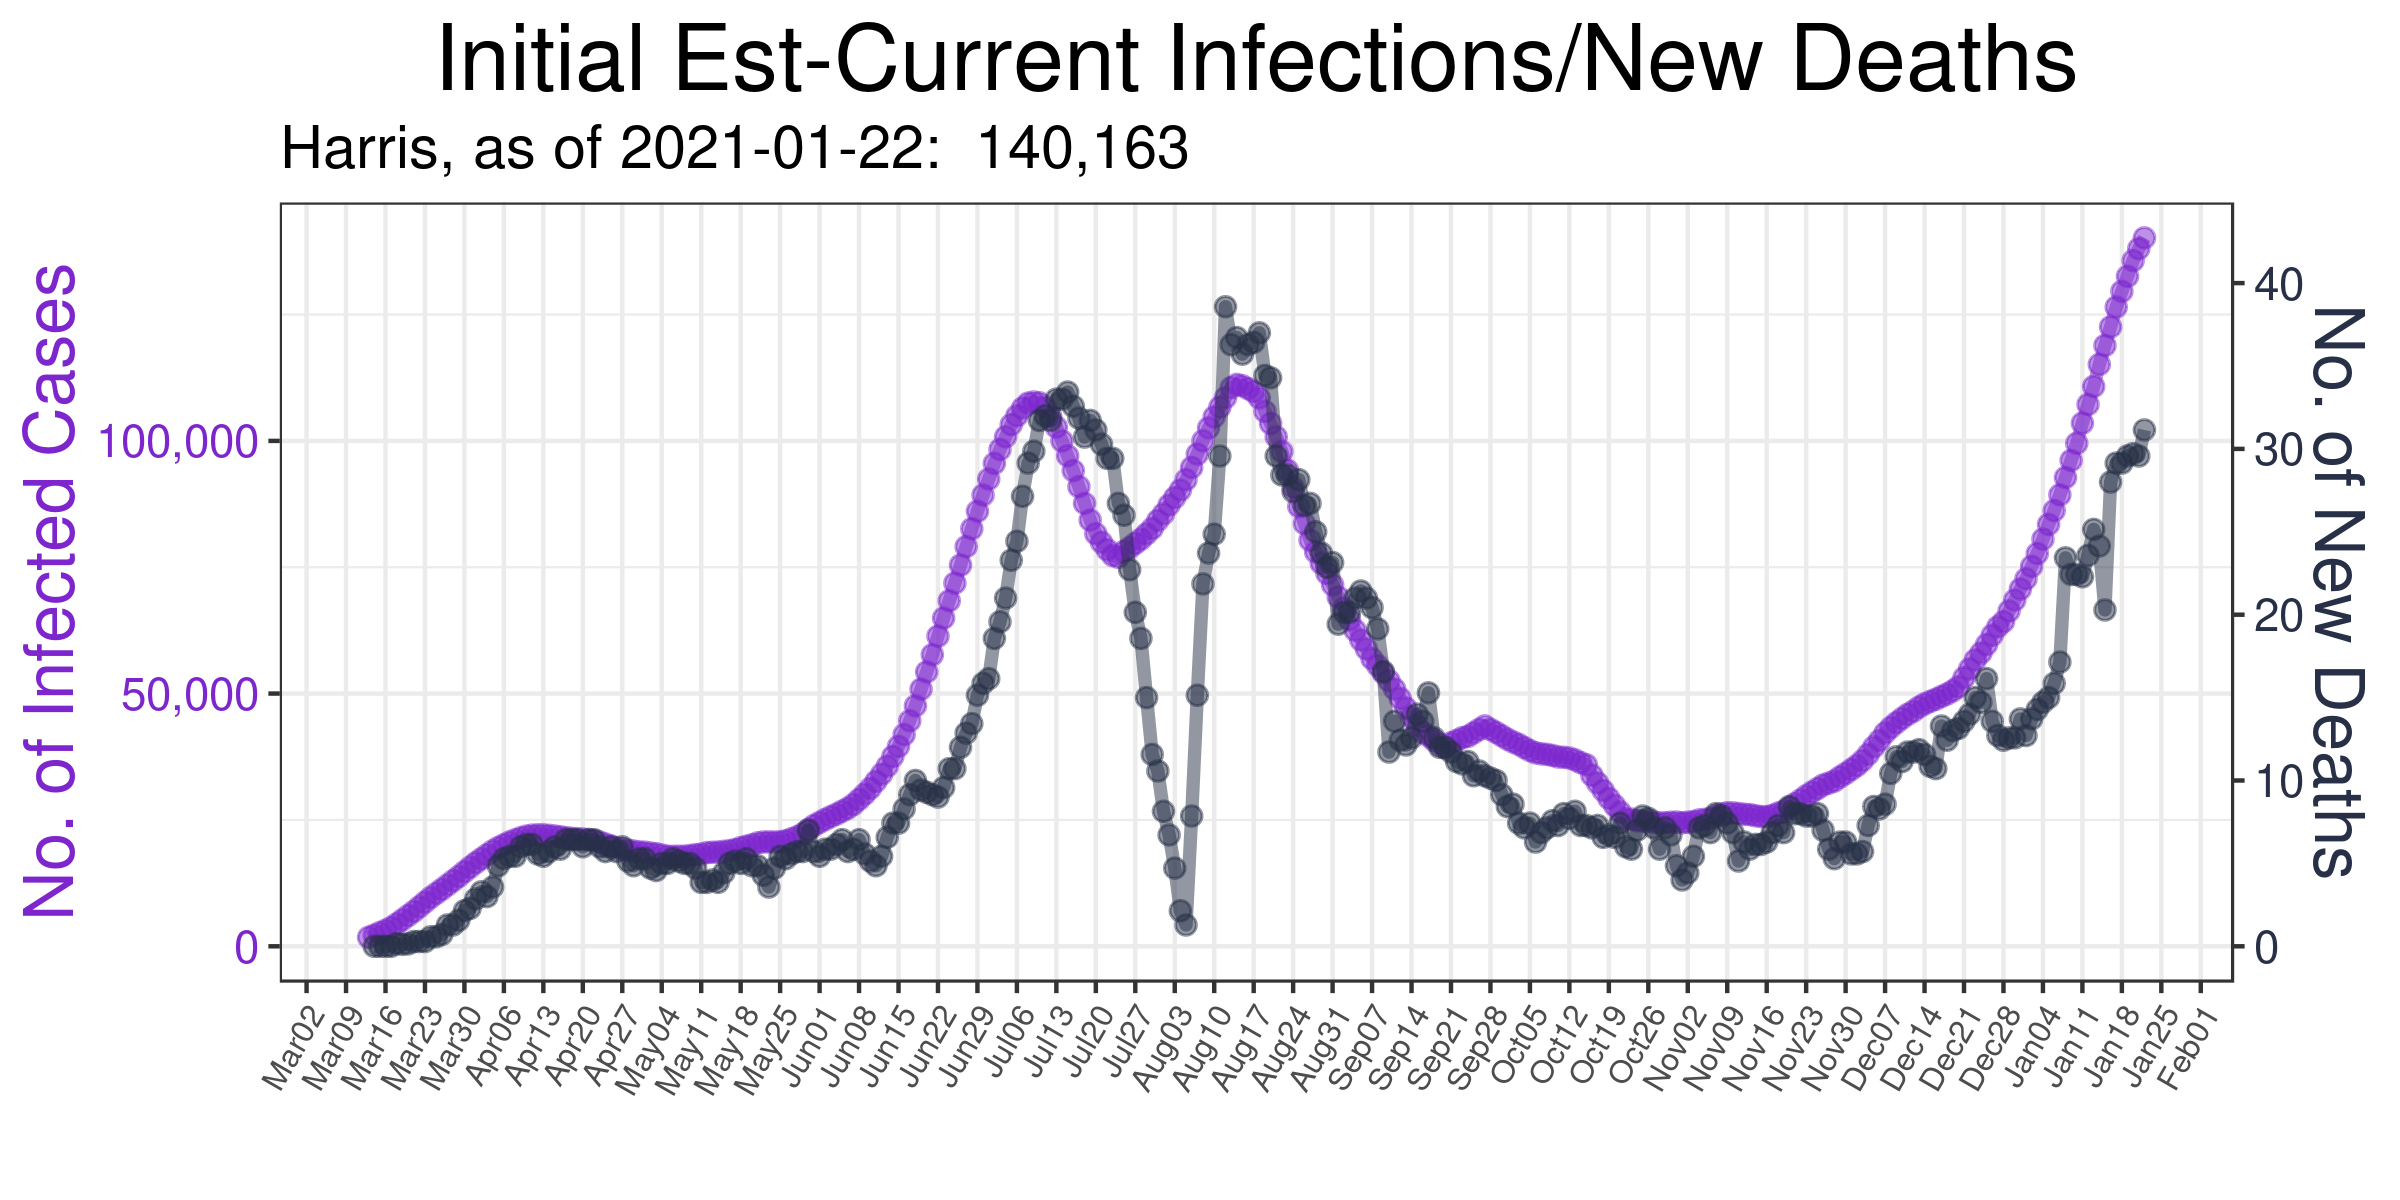 Initial Est-Current Infections/New Deaths
Harris, as of 2021-01-22:  140,163
No. of Infected Cases
100,000
50,000
0
40
30
20
10
0
No. of New Deaths
Mar02
Mar09
Mar16
Mar23
Mar30
Apr06
Apr13
Apr20
Apr27
May04
May11
May18
May25
Jun01
Jun08
Jun15
Jun22
Jun29
Jul06
Jul13
Jul20
Jul27
Aug03
Aug10
Aug17
Aug24
Aug31
Sep07
Sep14
Sep21
Sep28
Oct05
Oct12
Oct19
Oct26
Nov02
Nov09
Nov16
Nov23
Nov30
Dec07
Dec14
Dec21
Dec28
Jan04
Jan11
Jan18
Jan25
Feb01